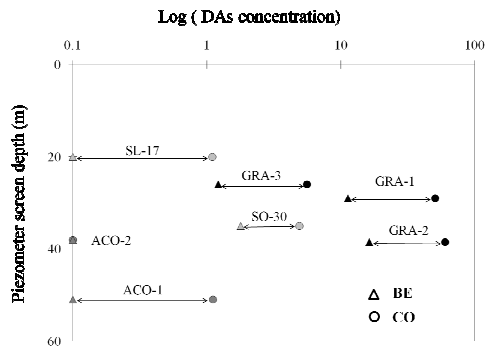 Log ( DAs concentration)
0.1 1 10 100
0
Piezometer screen depth (m)
20
SL-17
GRA-3
GRA-1
SO-30
40
ACO-2
GRA-2
ACO-1
BE
CO
60